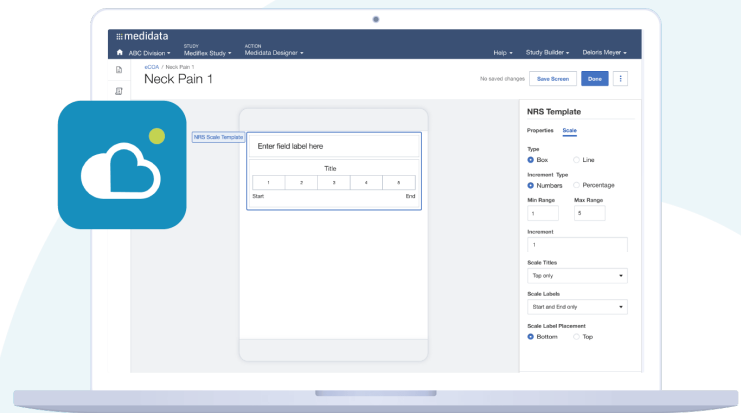 medidata
STUDY ACTION
ABC Division Mediflex Study Medidata Designer Help Study Builder Deloris Meyer
eCOA / Neck Pain 1
Neck Pain 1
No saved changes Save Screen Done
NRS Template
Properties Scale
NRS Scale Template
Enter field label here
Title
1 2 3 4 5
Start End
Type
Box Line
Increment Type
Numbers Percentage
Min Range Max Range
1 5
Increment
1
Scale Titles
Top only
Scale Labels
Start and End only
Scale Label Placement
Bottom Top